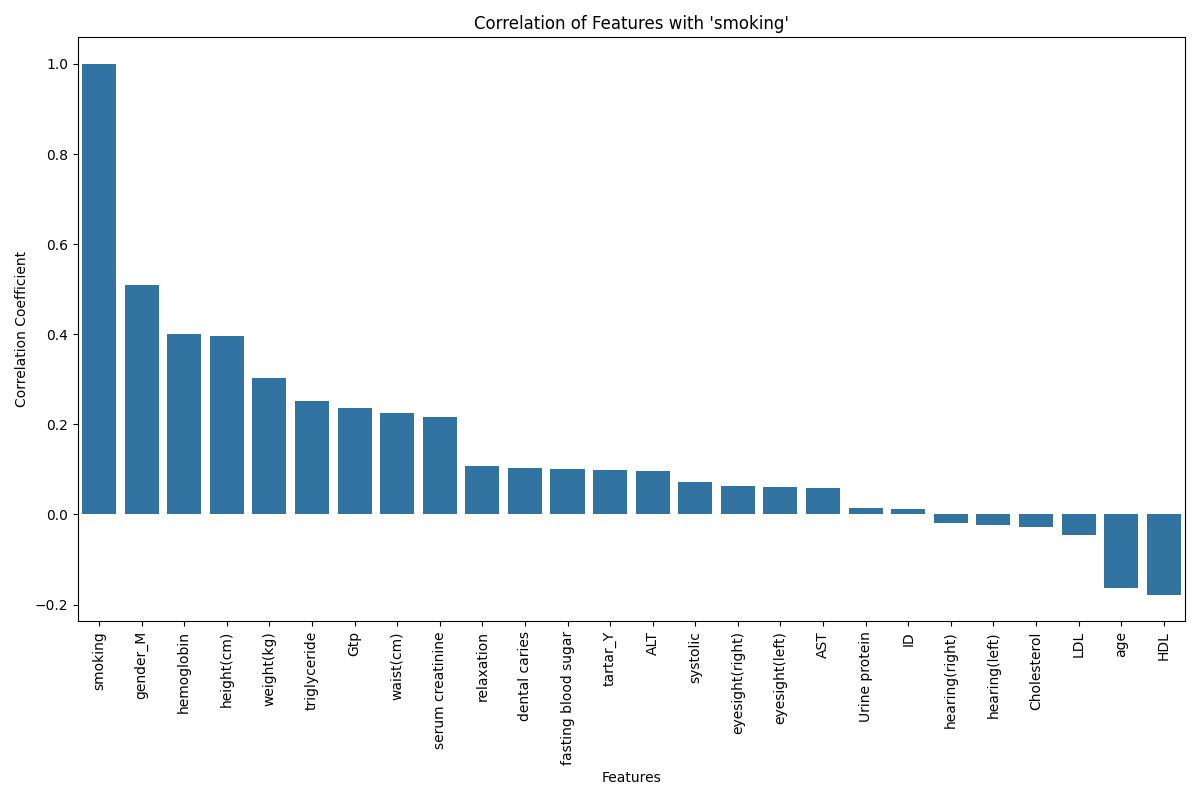 Correlation of Features with 'smoking'
Correlation Coefficient
1.0
0.8
0.6
0.4
0.2
0.0
−0.2
smoking
gender_M
hemoglobin
height(cm)
weight(kg)
triglyceride
Gtp
waist(cm)
serum creatinine
relaxation
dental caries
fasting blood sugar
tartar_Y
ALT
systolic
eyesight(right)
eyesight(left)
AST
Urine protein
ID
hearing(right)
hearing(left)
Cholesterol
LDL
age
HDL
Features